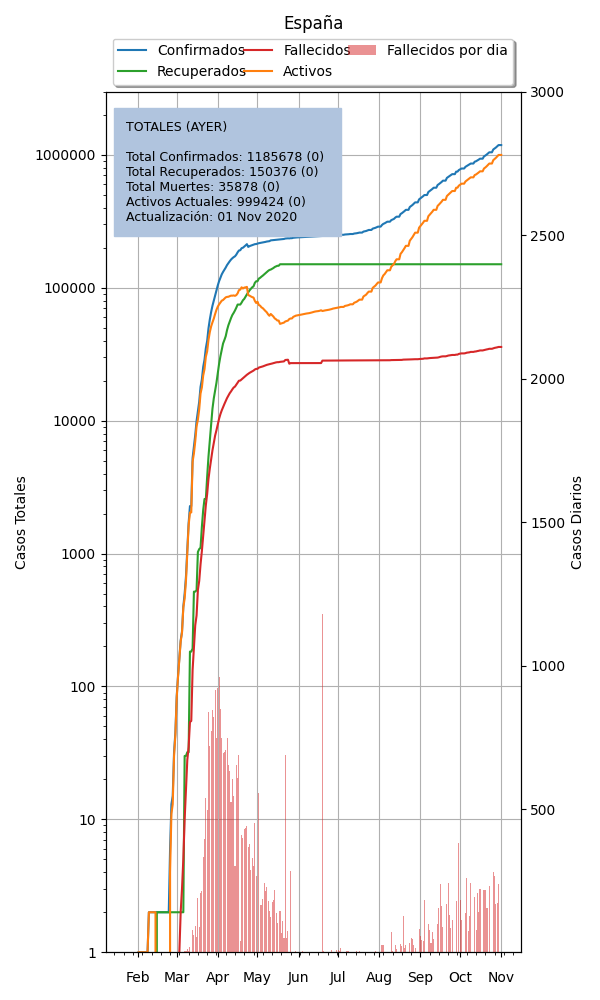 España
Confirmados
Fallecidos
Fallecidos por dia
Recuperados
Activos
TOTALES (AYER)
Total Confirmados: 1185678 (0)
Total Recuperados: 150376 (0)
Total Muertes: 35878 (0)
Activos Actuales: 999424 (0)
Actualización: 01 Nov 2020
Casos Totales
1000000
100000
10000
1000
100
10
1
Casos Diarios
3000
2500
2000
1500
1000
500
Feb Mar Apr May Jun Jul Aug Sep Oct Nov